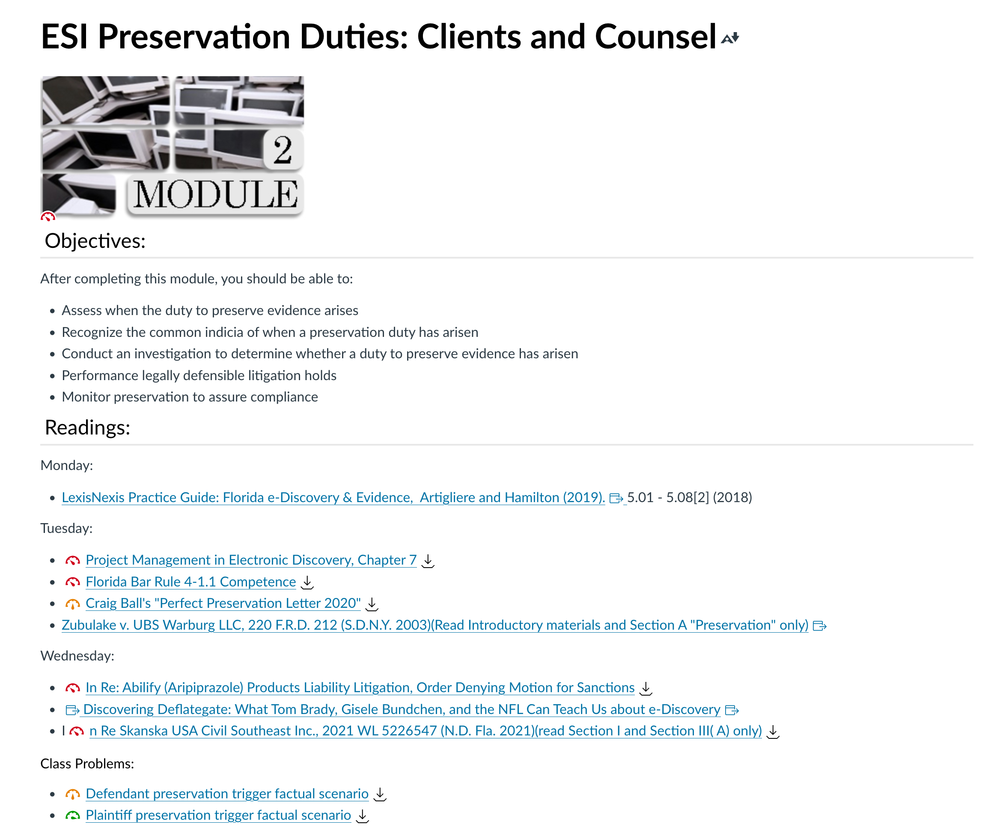 ESI Preservation Duties: Clients and Counsel
2
MODULE
Objectives:
After completing this module, you should be able to:
Assess when the duty to preserve evidence arises
Recognize the common indicia of when a preservation duty has arisen
Conduct an investigation to determine whether a duty to preserve evidence has arisen
Performance legally defensible litigation holds
Monitor preservation to assure compliance
Readings:
Monday:
LexisNexis Practice Guide: Florida e-Discovery & Evidence,  Artigliere and Hamilton (2019). 5.01 - 5.08[2] (2018)
Tuesday:
Project Management in Electronic Discovery, Chapter 7
Florida Bar Rule 4-1.1 Competence
Craig Ball's "Perfect Preservation Letter 2020"
Zubulake v. UBS Warburg LLC, 220 F.R.D. 212 (S.D.N.Y. 2003)(Read Introductory materials and Section A "Preservation" only)
Wednesday:
In Re: Abilify (Aripiprazole) Products Liability Litigation, Order Denying Motion for Sanctions
Discovering Deflategate: What Tom Brady, Gisele Bundchen, and the NFL Can Teach Us about e-Discovery
I n Re Skanska USA Civil Southeast Inc., 2021 WL 5226547 (N.D. Fla. 2021)(read Section I and Section III( A) only)
Class Problems:
Defendant preservation trigger factual scenario
Plaintiff preservation trigger factual scenario